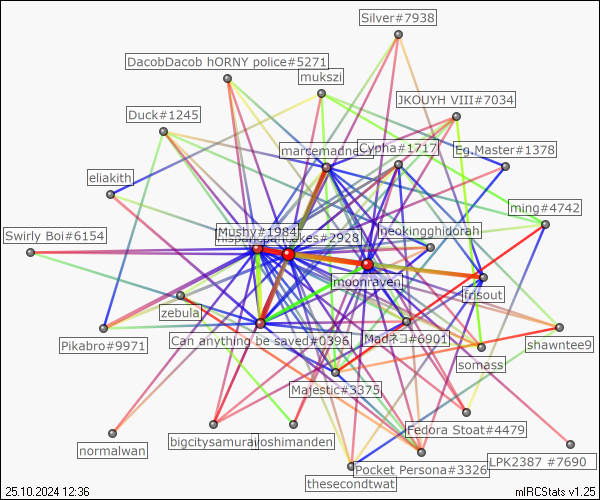 Silver#7938
DacobDacob hORNY police#5271
mukszi
JKOUYH VIII#7034
Duck#1245
marcemadne
Cypha#1717
Eg.Master#1378
eliakith
ming#4742
Swirly Boi#6154
Mushy#1984
neokingghidorah
cakes#2928
moonraven
frisout
zebula
Pikabro#9971
Can anything be saved#0396
Madネコ#6901
shawntee9
somass
Majestic#3375
normalwan
bigcitysamurai
yoshimanden
Fedora Stoat#4479
Pocket Persona#3326
LPK2387 #7690
thesecondtwat
25.10.2024 12:36
mIRCStats v1.25